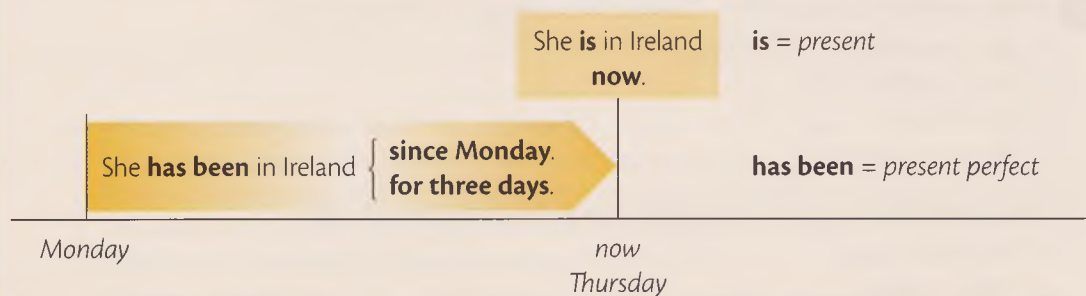 She is in Ireland
now.
is = present
She has been in Ireland { since Monday.
for three days.
has been = present perfect
Monday
now
Thursday